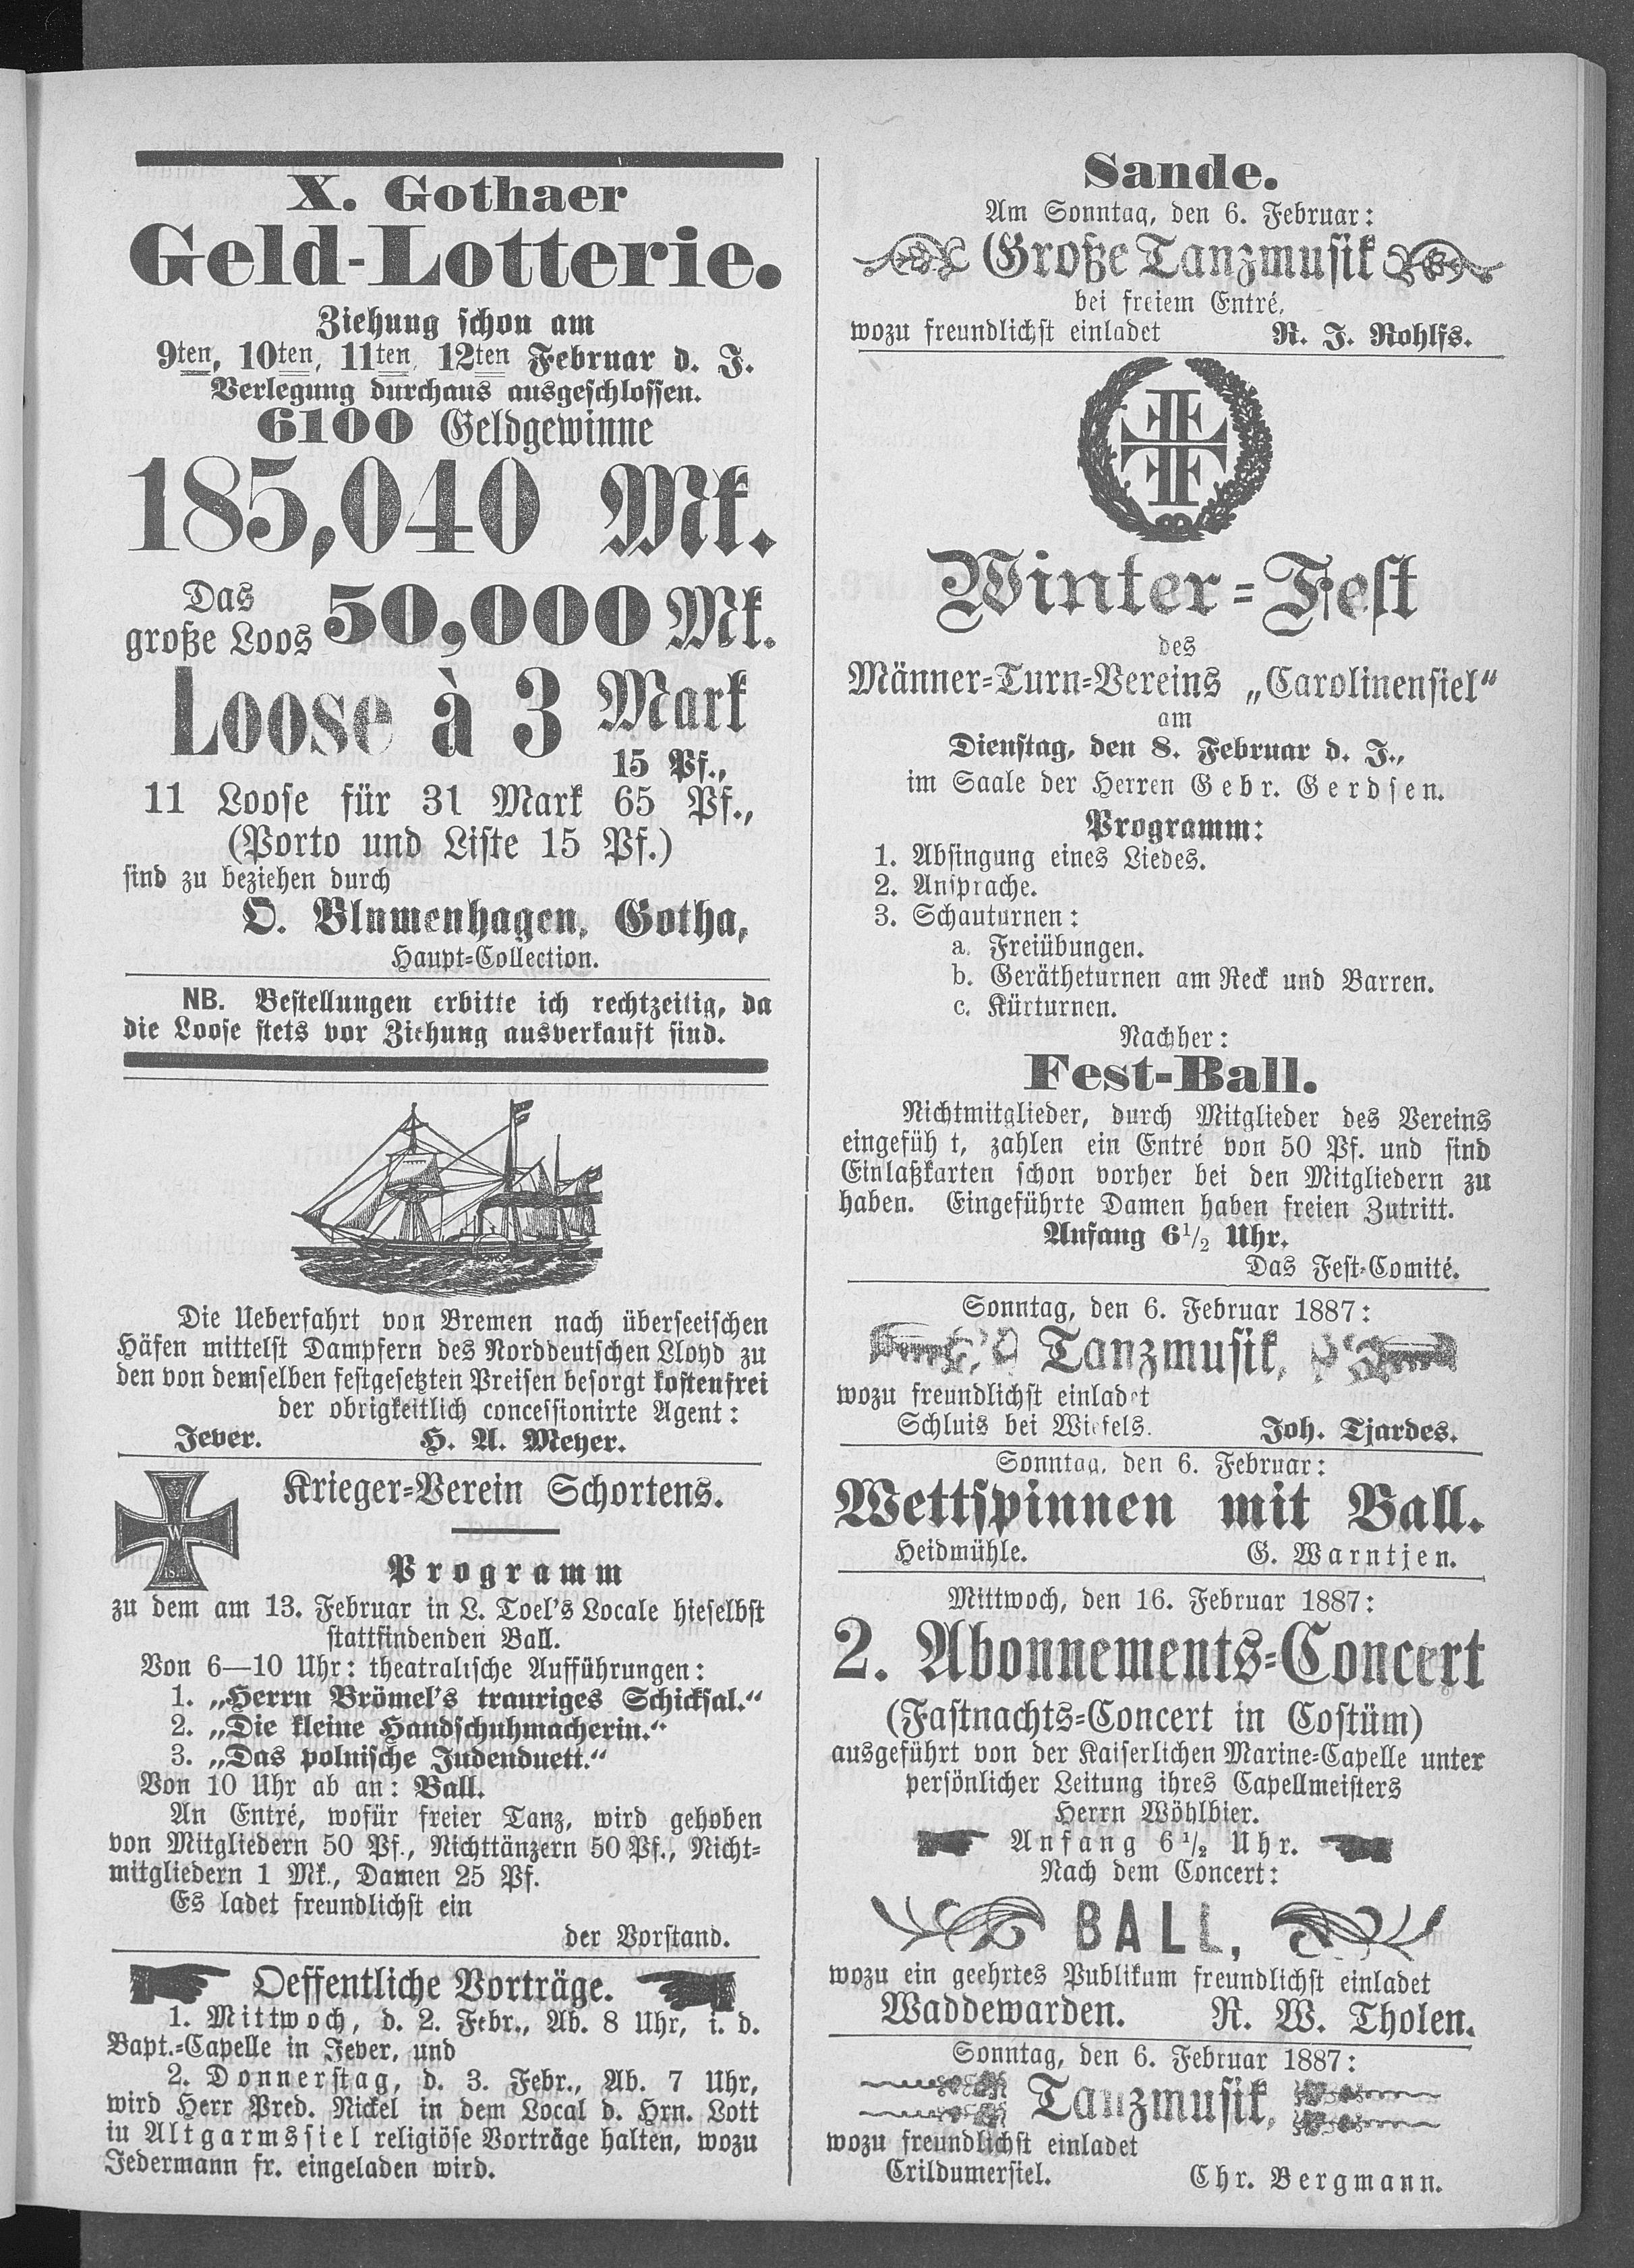 X. Gothaer
Geld-Lotterie.
Ziehung schon am
9ten, 10ten, 11ten, 12ten Februar d. J.
Verlegung durchaus ausgeschlossen.
6100 Geldgewinne
185,040 Mk.
Das
große Loos 50,000 Mk.
Loose à 3 Mark
15 Pf.,
11 Loose für 31 Mark 65 Pf.,
(Porto und Liste 15 Pf.)
sind zu beziehen durch
O. Blumenhagen, Gotha,
Haupt-Collection.
NB. Bestellungen erbitte ich rechtzeitig, da
die Loose stets vor Ziehung ausverkauft sind.
Die Ueberfahrt von Bremen nach überseeischen
Häfen mittelst Dampfern des Norddeutschen Lloyd zu
den von demselben festgesetzten Preisen besorgt kostenfrei
der obrigkeitlich concessionirte Agent:
Jever. H. A. Meyer.
W
Krieger-Verein Schortens.
Programm
zu dem am 13. Februar in L. Toel's Locale hieselbst
stattfindenden Ball.
Von 6—10 Uhr: theatralische Aufführungen:
1. „Herrn Brömel's trauriges Schicksal."
2. „Die kleine Handschuhmacherin."
3. „Das polnische Judenduett."
Von 10 Uhr ab an: Ball.
An Entré, wofür freier Tanz, wird gehoben
von Mitgliedern 50 Pf., Nichttänzern 50 Pf., Nicht-
mitgliedern 1 Mk., Damen 25 Pf.
Es ladet freundlichst ein
der Vorstand.
Oeffentliche Vorträge.
1. Mittwoch, d. 2. Febr., Ab. 8 Uhr, i. d.
Bapt.-Capelle in Jever, und
2. Donnerstag, d. 3. Febr., Ab. 7 Uhr,
wird Herr Pred. Nickel in dem Local d. Hrn. Lott
in Altgarmssiel religiöse Vorträge halten, wozu
Jedermann fr. eingeladen wird.
Sande.
Am Sonntag, den 6. Februar:
Große Tanzmusik
bei freiem Entré,
wozu freundlichst einladet R. J. Rohlfs.
Winter-Fest
des
Männer-Turn-Vereins „Carolinensiel"
am
Dienstag, den 8. Februar d. J.,
im Saale der Herren Gebr. Gerdsen.
Programm:
1. Absingung eines Liedes.
2. Ansprache.
3. Schauturnen:
a. Freiübungen.
b. Gerätheturnen am Reck und Barren.
c. Kürturnen.
Nachher:
Fest-Ball.
Nichtmitglieder, durch Mitglieder des Vereins
eingefüh t, zahlen ein Entré von 50 Pf. und sind
Einlaßkarten schon vorher bei den Mitgliedern zu
haben. Eingeführte Damen haben freien Zutritt.
Anfang 6 1/2 Uhr.
Das Fest-Comité.
Sonntag, den 6. Februar 1887:
Tanzmusik,
wozu freundlichst einladet
Schluis bei Wiefels. Joh. Tjardes.
Sonntag, den 6. Februar:
Wettspinnen mit Ball.
Heidmühle. G. Warntjen.
Mittwoch, den 16. Februar 1887:
2. Abonnements-Concert
(Fastnachts-Concert in Costüm)
ausgeführt von der Kaiserlichen Marine-Capelle unter
persönlicher Leitung ihres Capellmeisters
Herrn Wöhlbier.
Anfang 6 1/2 Uhr.
Nach dem Concert:
BALL,
wozu ein geehrtes Publikum freundlichst einladet
Waddewarden. R. W. Tholen.
Sonntag, den 6. Februar 1887:
Tanzmusik,
wozu freundlichst einladet
Crildumersiel. Chr. Bergmann.